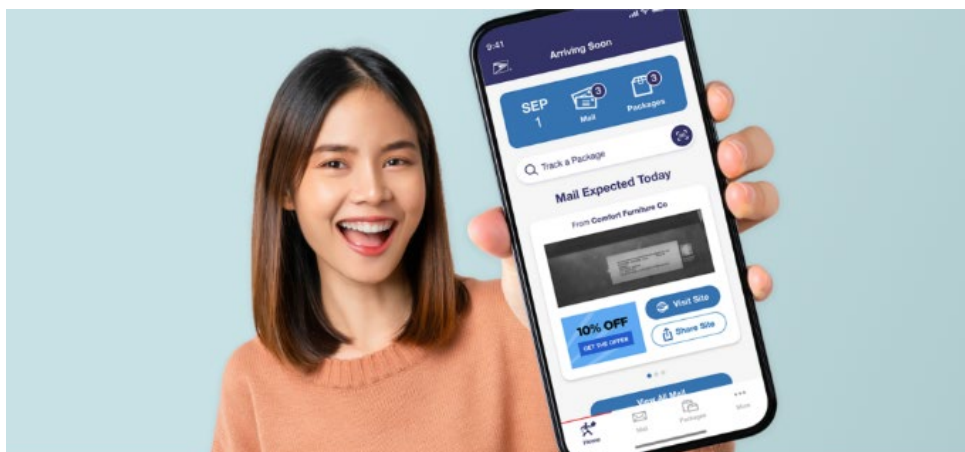 9:41
Arriving Soon
SEP
1
3
Mail
3
Packages
Track a Package
Mail Expected Today
From Comfort Furniture Co
10% OFF
GET THE OFFER
Visit Site
Share Site
View All Mail
Home
Mail
Packages
More